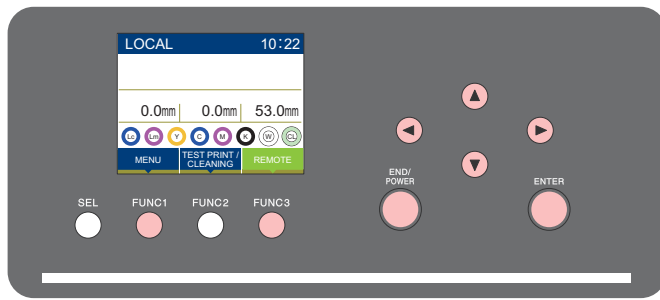 LOCAL 10:22
0.0mm 0.0mm 53.0mm
Lc Lm Y C M K W CL
MENU TEST PRINT / CLEANING REMOTE
END/
POWER
ENTER
SEL FUNC1 FUNC2 FUNC3